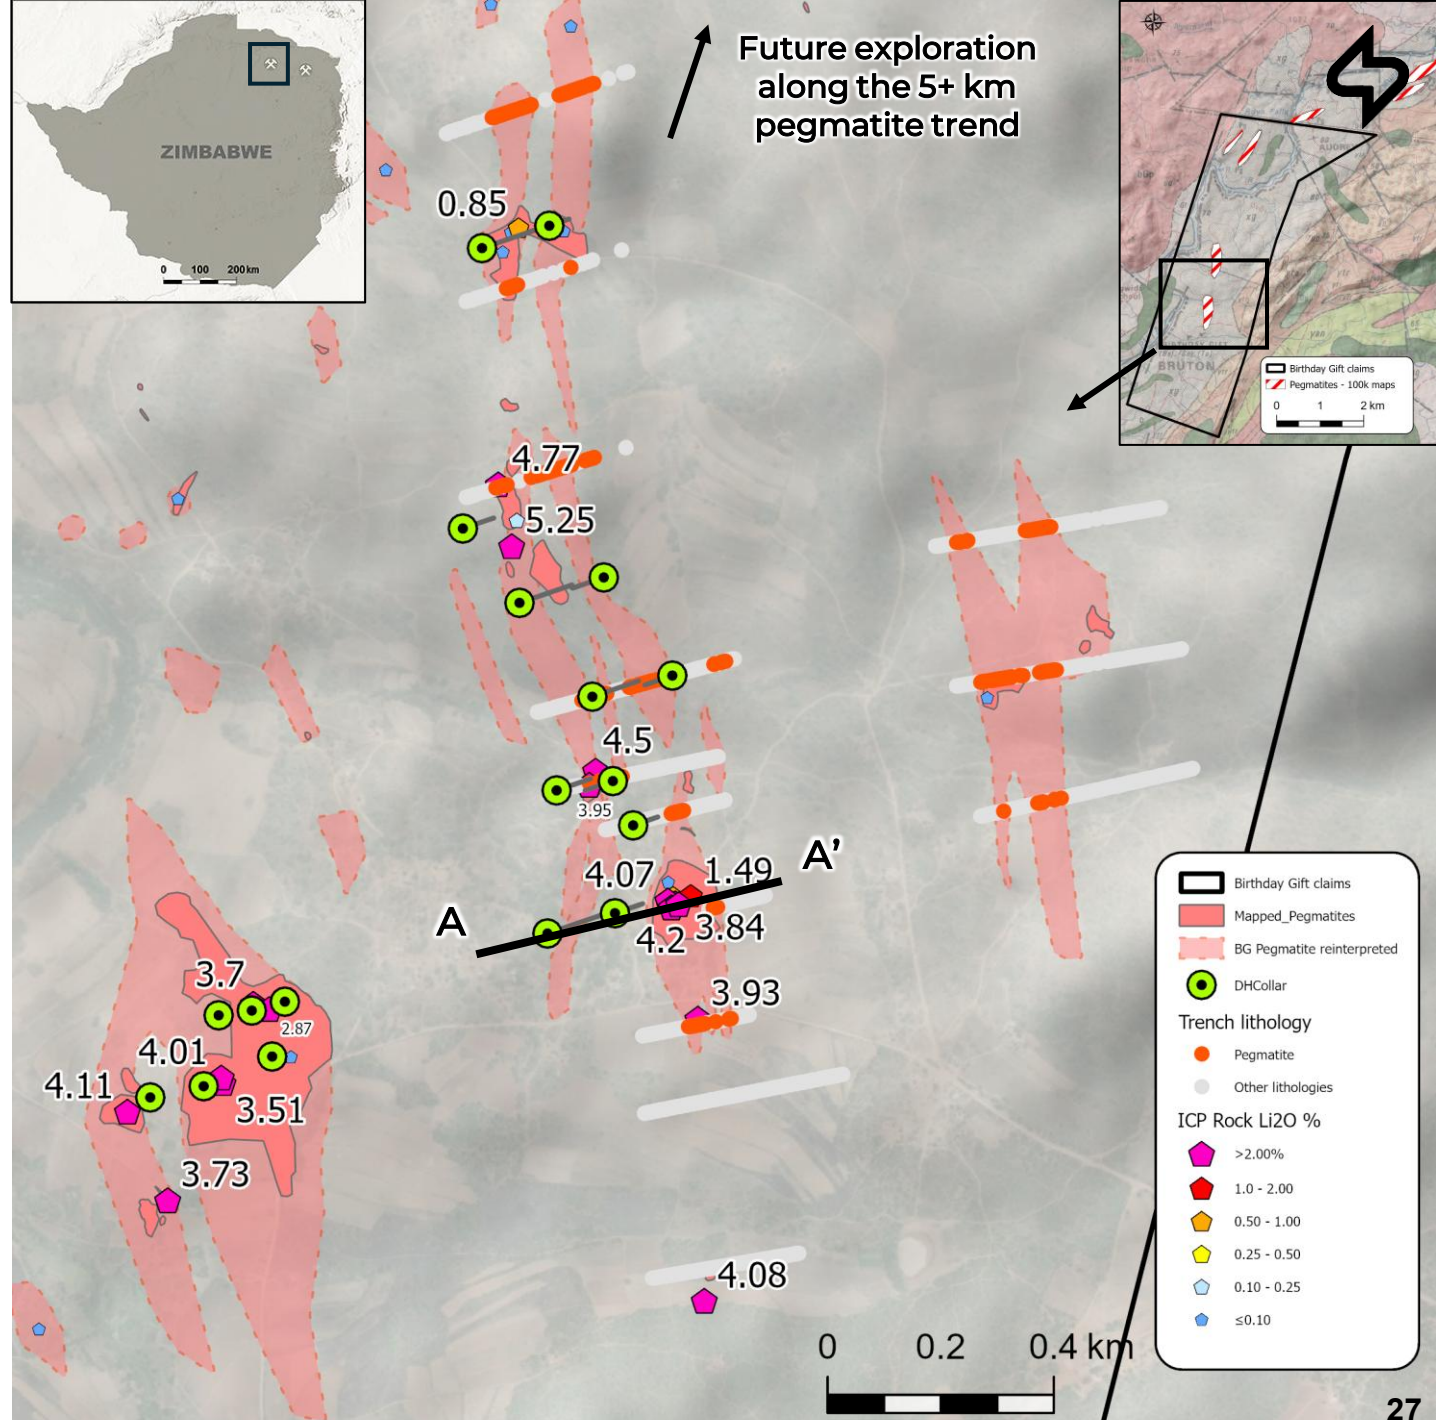 ZIMBABWE
0 100 200 km
Future exploration
along the 5+ km
pegmatite trend
BRUTON
Birthday Gift claims
Pegmatites - 100k maps
0 1 2 km
0.85
4.77
5.25
4.5
3.95
4.07
1.49
A
A’
4.2
3.84
3.93
3.7
2.87
4.01
4.11
3.51
3.73
4.08
Birthday Gift claims
Mapped_Pegmatites
BG Pegmatite reinterpreted
DHCollar
Trench lithology
Pegmatite
Other lithologies
ICP Rock Li2O %
>2.00%
1.0 - 2.00
0.50 - 1.00
0.25 - 0.50
0.10 - 0.25
≤0.10
0 0.2 0.4 km
27